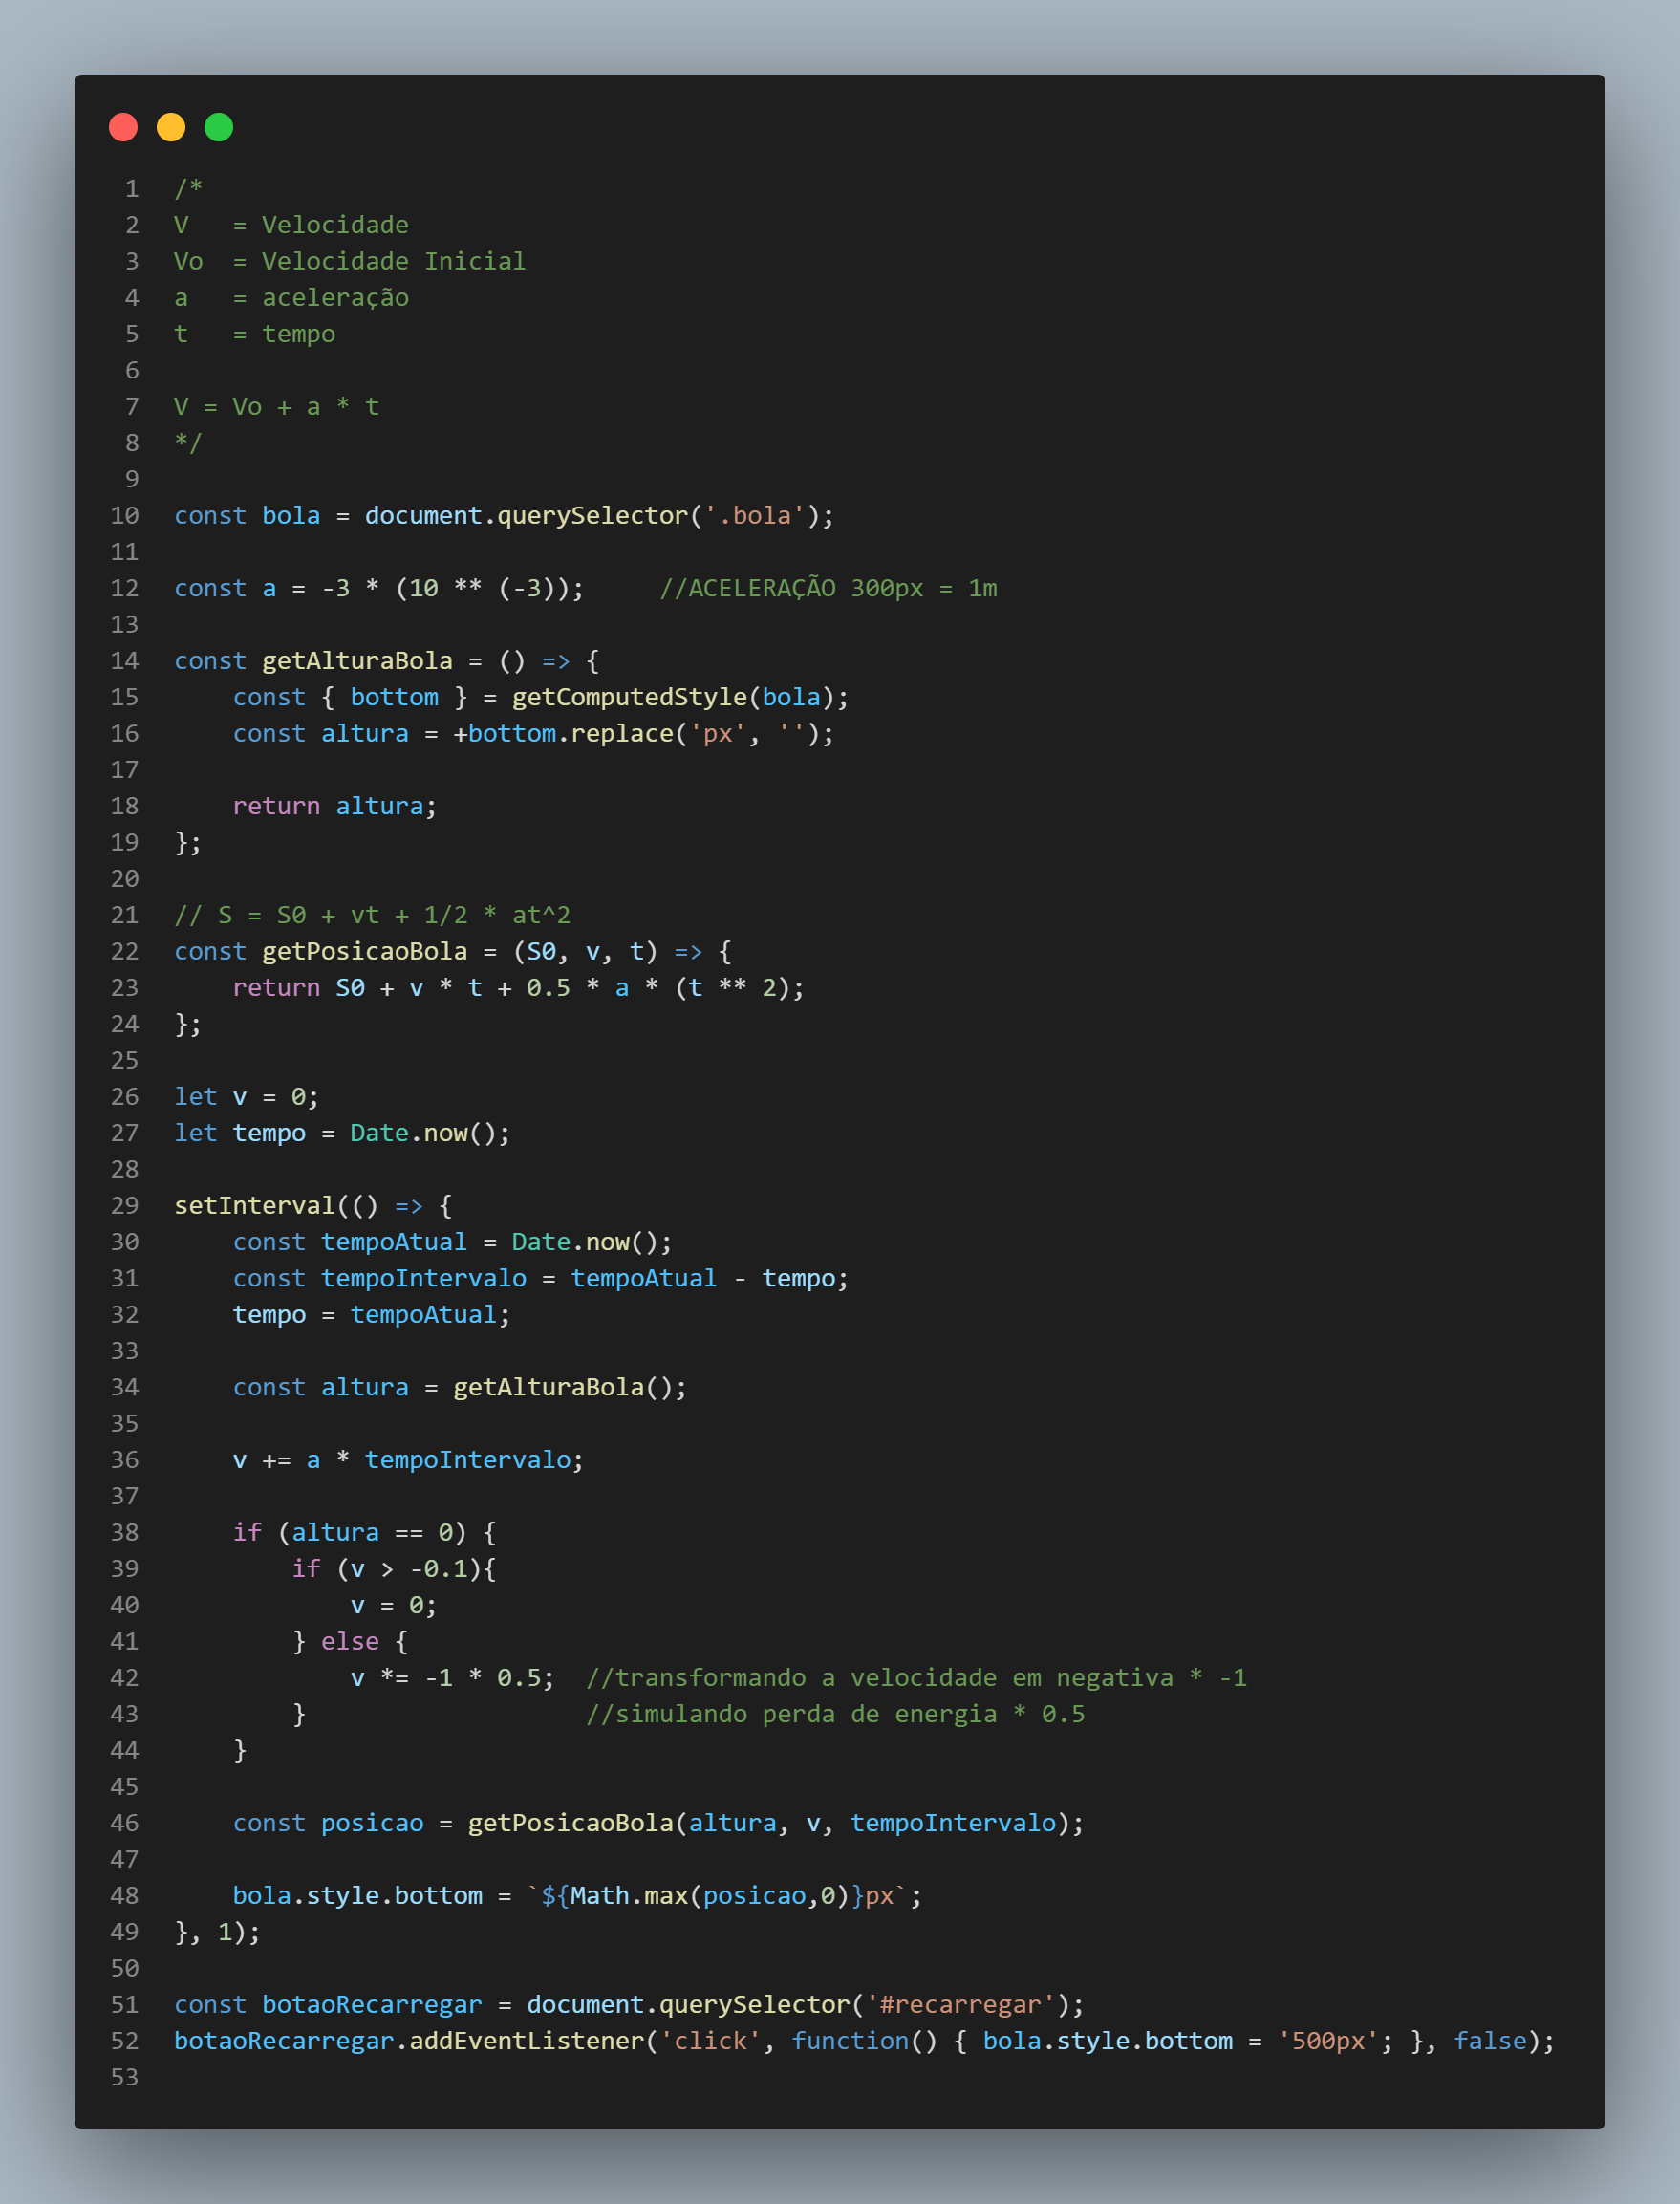 1 /*
2 V   = Velocidade
3 Vo  = Velocidade Inicial
4 a   = aceleração
5 t   = tempo
6
7 V = Vo + a * t
8 */
9
10 const bola = document.querySelector('.bola');
11
12 const a = -3 * (10 ** (-3));     //ACELERAÇÃO 300px = 1m
13
14 const getAlturaBola = () => {
15     const { bottom } = getComputedStyle(bola);
16     const altura = +bottom.replace('px', '');
17
18     return altura;
19 };
20
21 // S = S0 + vt + 1/2 * at^2
22 const getPosicaoBola = (S0, v, t) => {
23     return S0 + v * t + 0.5 * a * (t ** 2);
24 };
25
26 let v = 0;
27 let tempo = Date.now();
28
29 setInterval(() => {
30     const tempoAtual = Date.now();
31     const tempoIntervalo = tempoAtual - tempo;
32     tempo = tempoAtual;
33
34     const altura = getAlturaBola();
35
36     v += a * tempoIntervalo;
37
38     if (altura == 0) {
39         if (v > -0.1){
40             v = 0;
41         } else {
42             v *= -1 * 0.5;  //transformando a velocidade em negativa * -1
43         }                   //simulando perda de energia * 0.5
44     }
45
46     const posicao = getPosicaoBola(altura, v, tempoIntervalo);
47
48     bola.style.bottom = `${Math.max(posicao,0)}px`;
49 }, 1);
50
51 const botaoRecarregar = document.querySelector('#recarregar');
52 botaoRecarregar.addEventListener('click', function() { bola.style.bottom = '500px'; }, false);
53